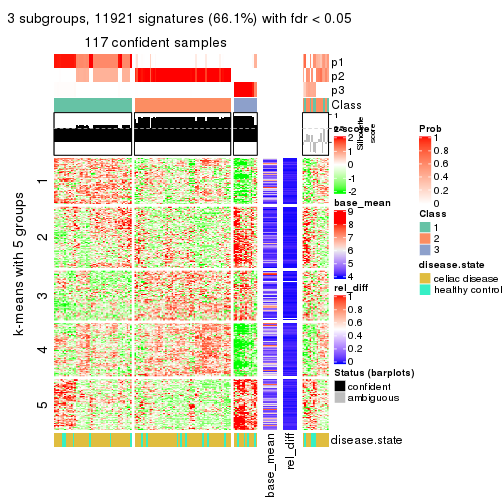 3 subgroups, 11921 signatures (66.1%) with fdr < 0.05
117 confident samples
p1
p2
p3
Class
1
Silhouette
score
z-score
2
1
0
-1
-2
base_mean
9
8
7
6
5
4
rel_diff
1
0.8
0.6
0.4
0.2
0
Status (barplots)
confident
ambiguous
Prob
1
0.8
0.6
0.4
0.2
0
Class
1
2
3
disease.state
celiac disease
healthy control
k-means with 5 groups
1
2
3
4
5
base_mean
rel_diff
disease.state